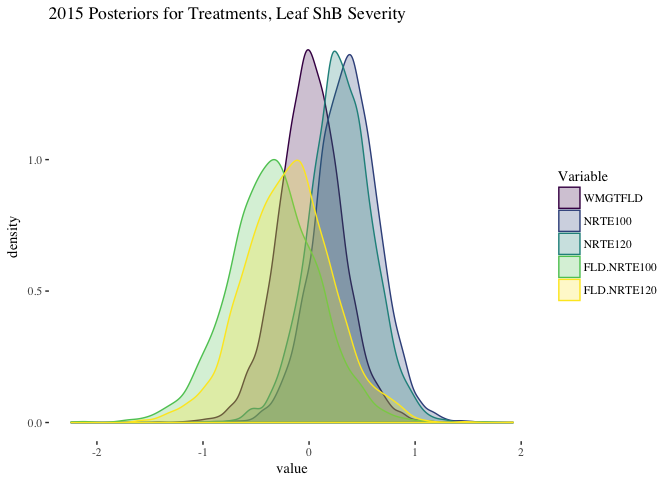 2015 Posteriors for Treatments, Leaf ShB Severity
density
1.0
0.5
0.0
-2
-1
0
1
2
value
Variable
WMGTFLD
NRTE100
NRTE120
FLD.NRTE100
FLD.NRTE120